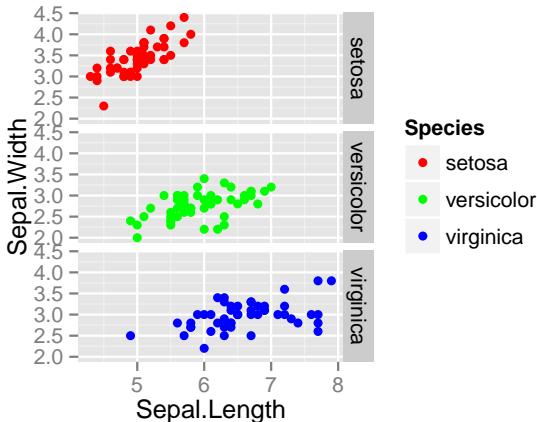 4.5
4.0
3.5
3.0
2.5
2.0
setosa
4.5
4.0
3.5
3.0
2.5
2.0
versicolor
4.5
4.0
3.5
3.0
2.5
2.0
virginica
Sepal.Width
5 6 7 8
Sepal.Length
Species
setosa
versicolor
virginica